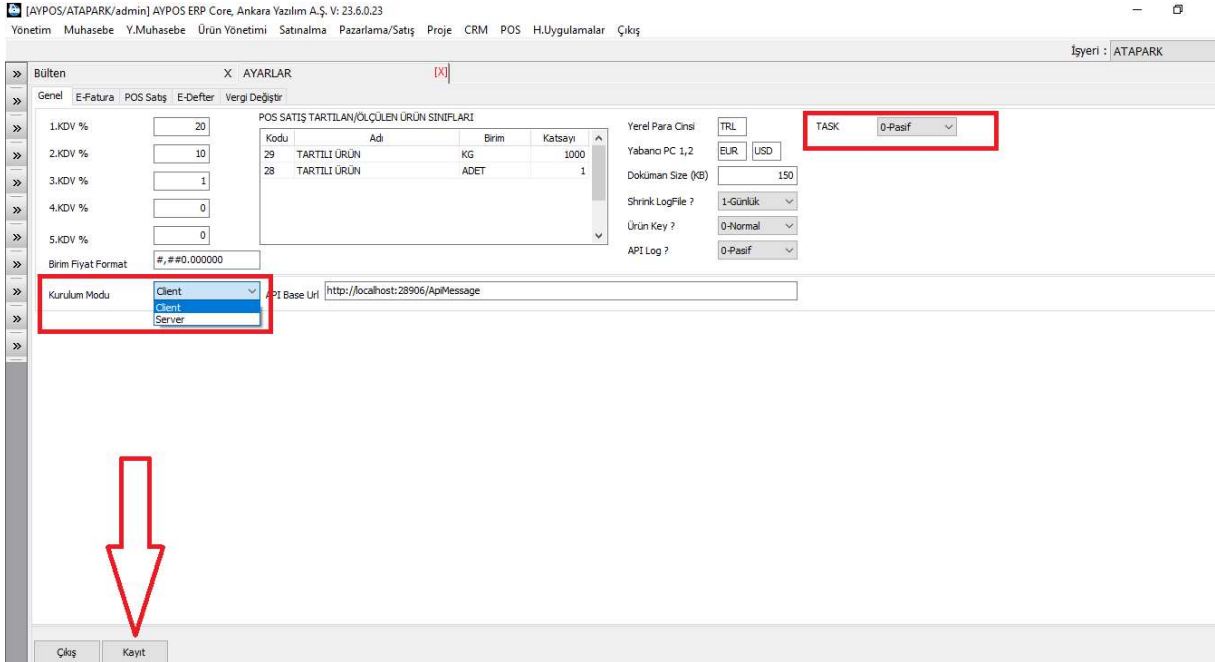 [AYPOS/ATAPARK/admin] AYPOS ERP Core, Ankara Yazılım A.Ş. V: 23.6.0.23
Yönetim Muhasebe Y.Muhasebe Ürün Yönetimi Satınalma Pazarlama/Satış Proje CRM POS H.Uygulamalar Çıkış
İşyeri : ATAPARK
Bülten X AYARLAR [X]
Genel E-Fatura POS Satış E-Defter Vergi Değiştir
1.KDV % 20
2.KDV % 10
3.KDV % 1
4.KDV % 0
5.KDV % 0
Birim Fiyat Format #,##0.000000
POS SATIŞ TARTILAN/ÖLÇÜLEN ÜRÜN SINIFLARI
Kodu Adı Birim Katsayı
29 TARTILI ÜRÜN KG 1000
28 TARTILI ÜRÜN ADET 1
Yerel Para Cinsi TRL
Yabancı PC 1,2 EUR USD
Doküman Size (KB) 150
Shrink LogFile ? 1-Günlük
Ürün Key ? 0-Normal
API Log ? 0-Pasif
TASK 0-Pasif
Kurulum Modu Client
Client
Server
API Base Url http://localhost:28906/ApiMessage
Çıkış Kayıt